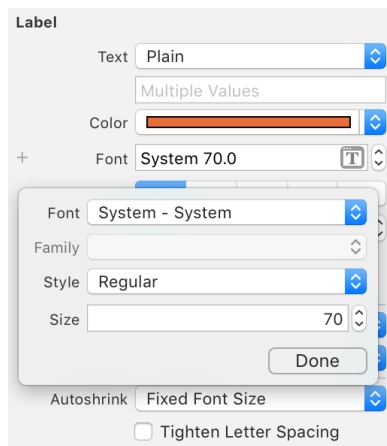 Label
Text Plain
Multiple Values
Color
+ Font System 70.0 T
Font System - System
Family
Style Regular
Size 70
Done
Autoshrink Fixed Font Size
Tighten Letter Spacing